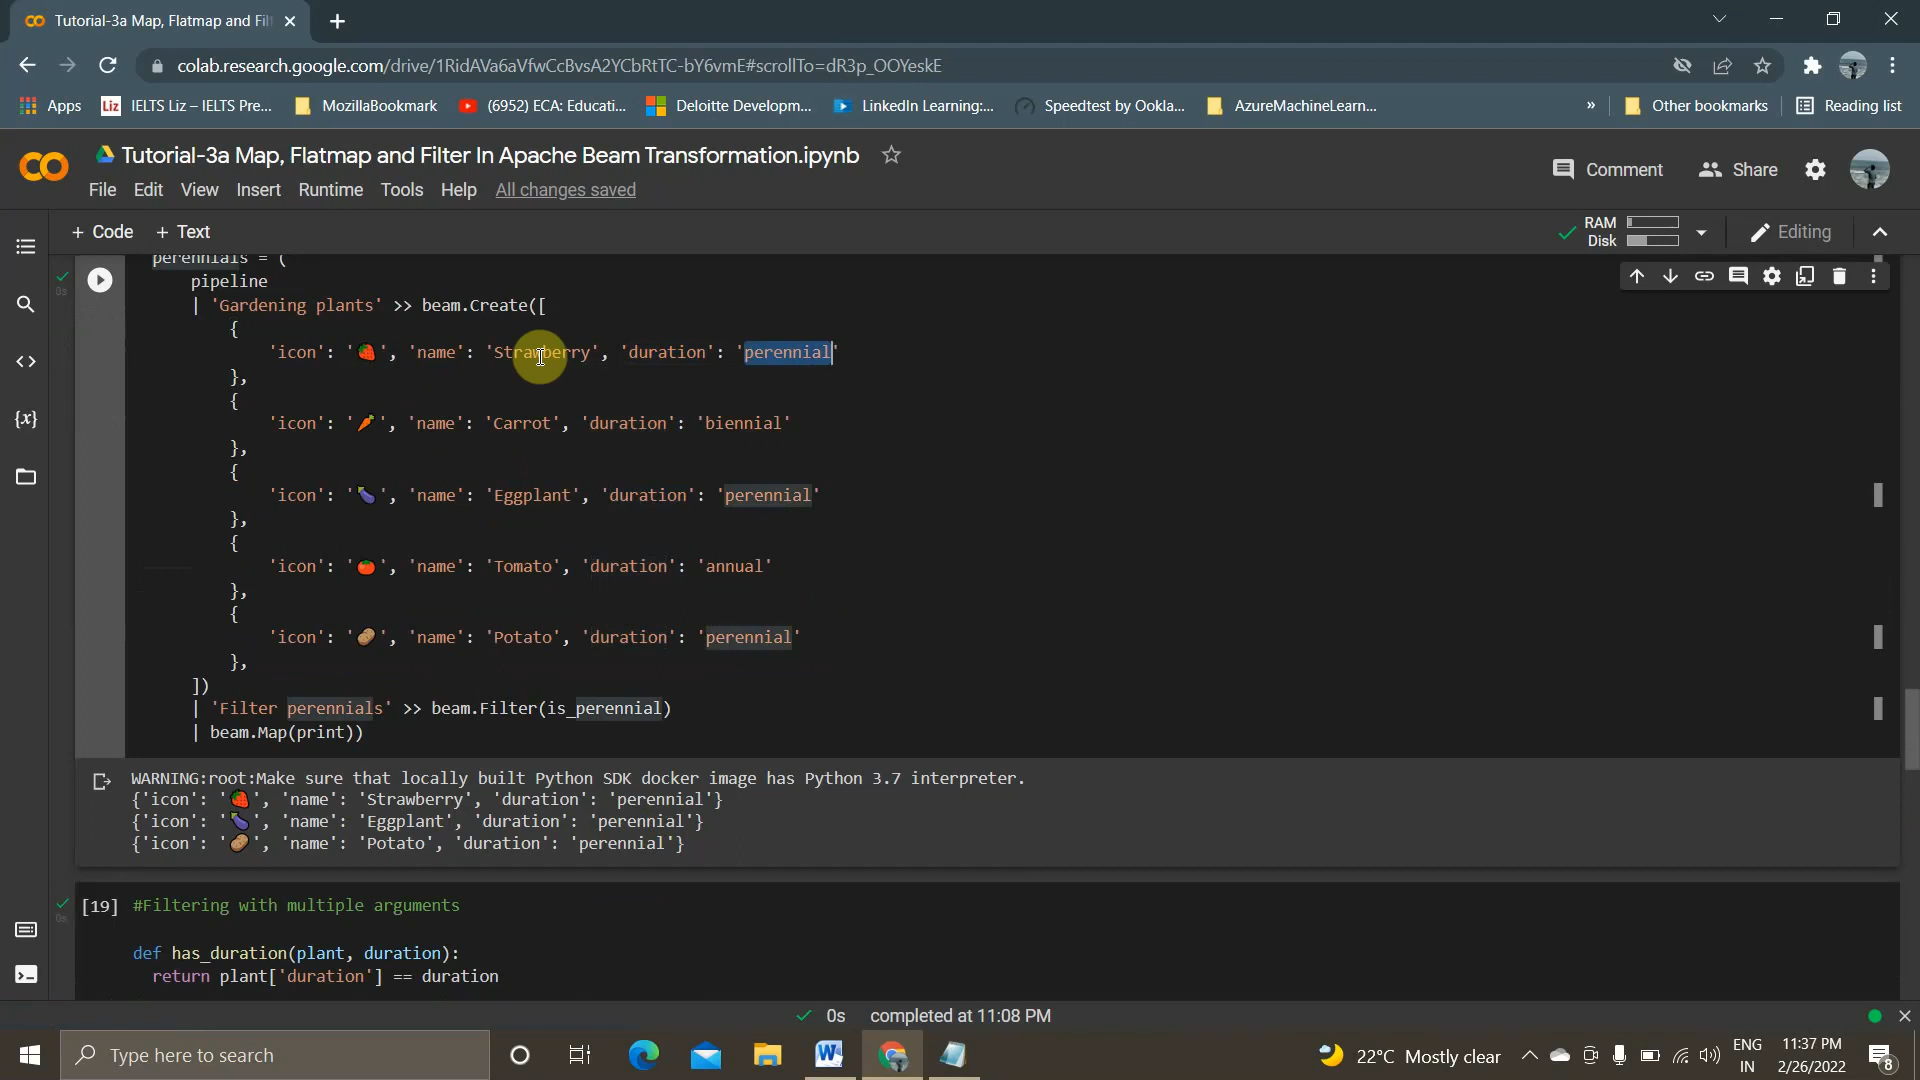 Tutorial-3a Map, Flatmap and Filt
colab.research.google.com/drive/1RidAVa6aVfwCcBvsA2YCbRtTC-bY6vmE#scrollTo=dR3p_OOYeskE
Apps
Liz
IELTS Liz – IELTS Pre...
MozillaBookmark
(6952) ECA: Educati...
Deloitte Developm...
LinkedIn Learning:...
Speedtest by Ookla...
AzureMachineLearn...
»
Other bookmarks
Reading list
Tutorial-3a Map, Flatmap and Filter In Apache Beam Transformation.ipynb
Comment
Share
File Edit View Insert Runtime Tools Help All changes saved
+ Code + Text
RAM
Disk
Editing
perennials = (
pipeline
| 'Gardening plants' >> beam.Create([
{
'icon': '🍓', 'name': 'Strawberry', 'duration': 'perennial'
},
{
'icon': '🥕', 'name': 'Carrot', 'duration': 'biennial'
},
{
'icon': '🍆', 'name': 'Eggplant', 'duration': 'perennial'
},
{
'icon': '🍅', 'name': 'Tomato', 'duration': 'annual'
},
{
'icon': '🥔', 'name': 'Potato', 'duration': 'perennial'
},
])
| 'Filter perennials' >> beam.Filter(is_perennial)
| beam.Map(print))
WARNING:root:Make sure that locally built Python SDK docker image has Python 3.7 interpreter.
{'icon': '🍓', 'name': 'Strawberry', 'duration': 'perennial'}
{'icon': '🍆', 'name': 'Eggplant', 'duration': 'perennial'}
{'icon': '🥔', 'name': 'Potato', 'duration': 'perennial'}
[19] #Filtering with multiple arguments
def has_duration(plant, duration):
return plant['duration'] == duration
0s completed at 11:08 PM
Type here to search
22°C Mostly clear
ENG
IN
11:37 PM
2/26/2022
8